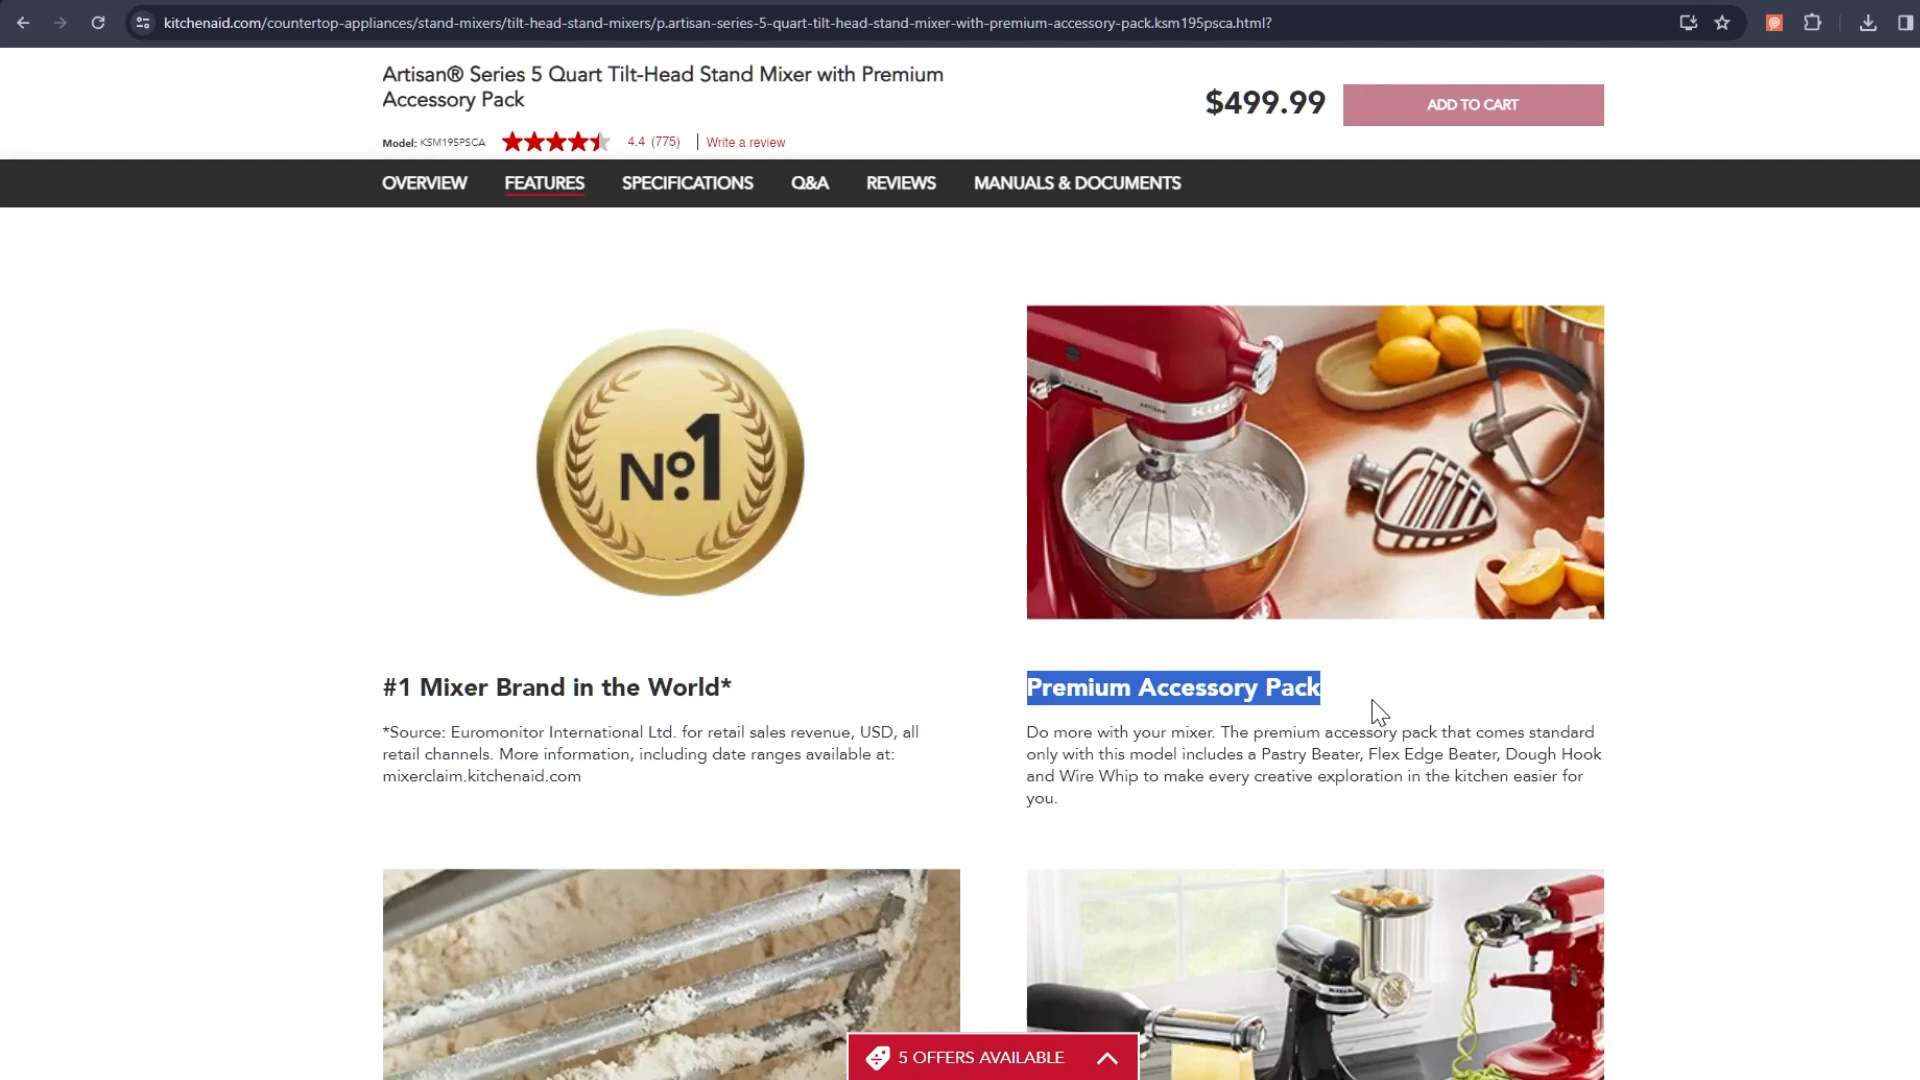 kitchenaid.com/countertop-appliances/stand-mixers/tilt-head-stand-mixers/p.artisan-series-5-quart-tilt-head-stand-mixer-with-premium-accessory-pack.ksm195psca.html?
Artisan® Series 5 Quart Tilt-Head Stand Mixer with Premium
Accessory Pack
$499.99
ADD TO CART
Model: KSM195PSCA
4.4 (775)
Write a review
OVERVIEW
FEATURES
SPECIFICATIONS
Q&A
REVIEWS
MANUALS & DOCUMENTS
Nº.1
#1 Mixer Brand in the World*
*Source: Euromonitor International Ltd. for retail sales revenue, USD, all
retail channels. More information, including date ranges available at:
mixerclaim.kitchenaid.com
Premium Accessory Pack
Do more with your mixer. The premium accessory pack that comes standard
only with this model includes a Pastry Beater, Flex Edge Beater, Dough Hook
and Wire Whip to make every creative exploration in the kitchen easier for
you.
5 OFFERS AVAILABLE